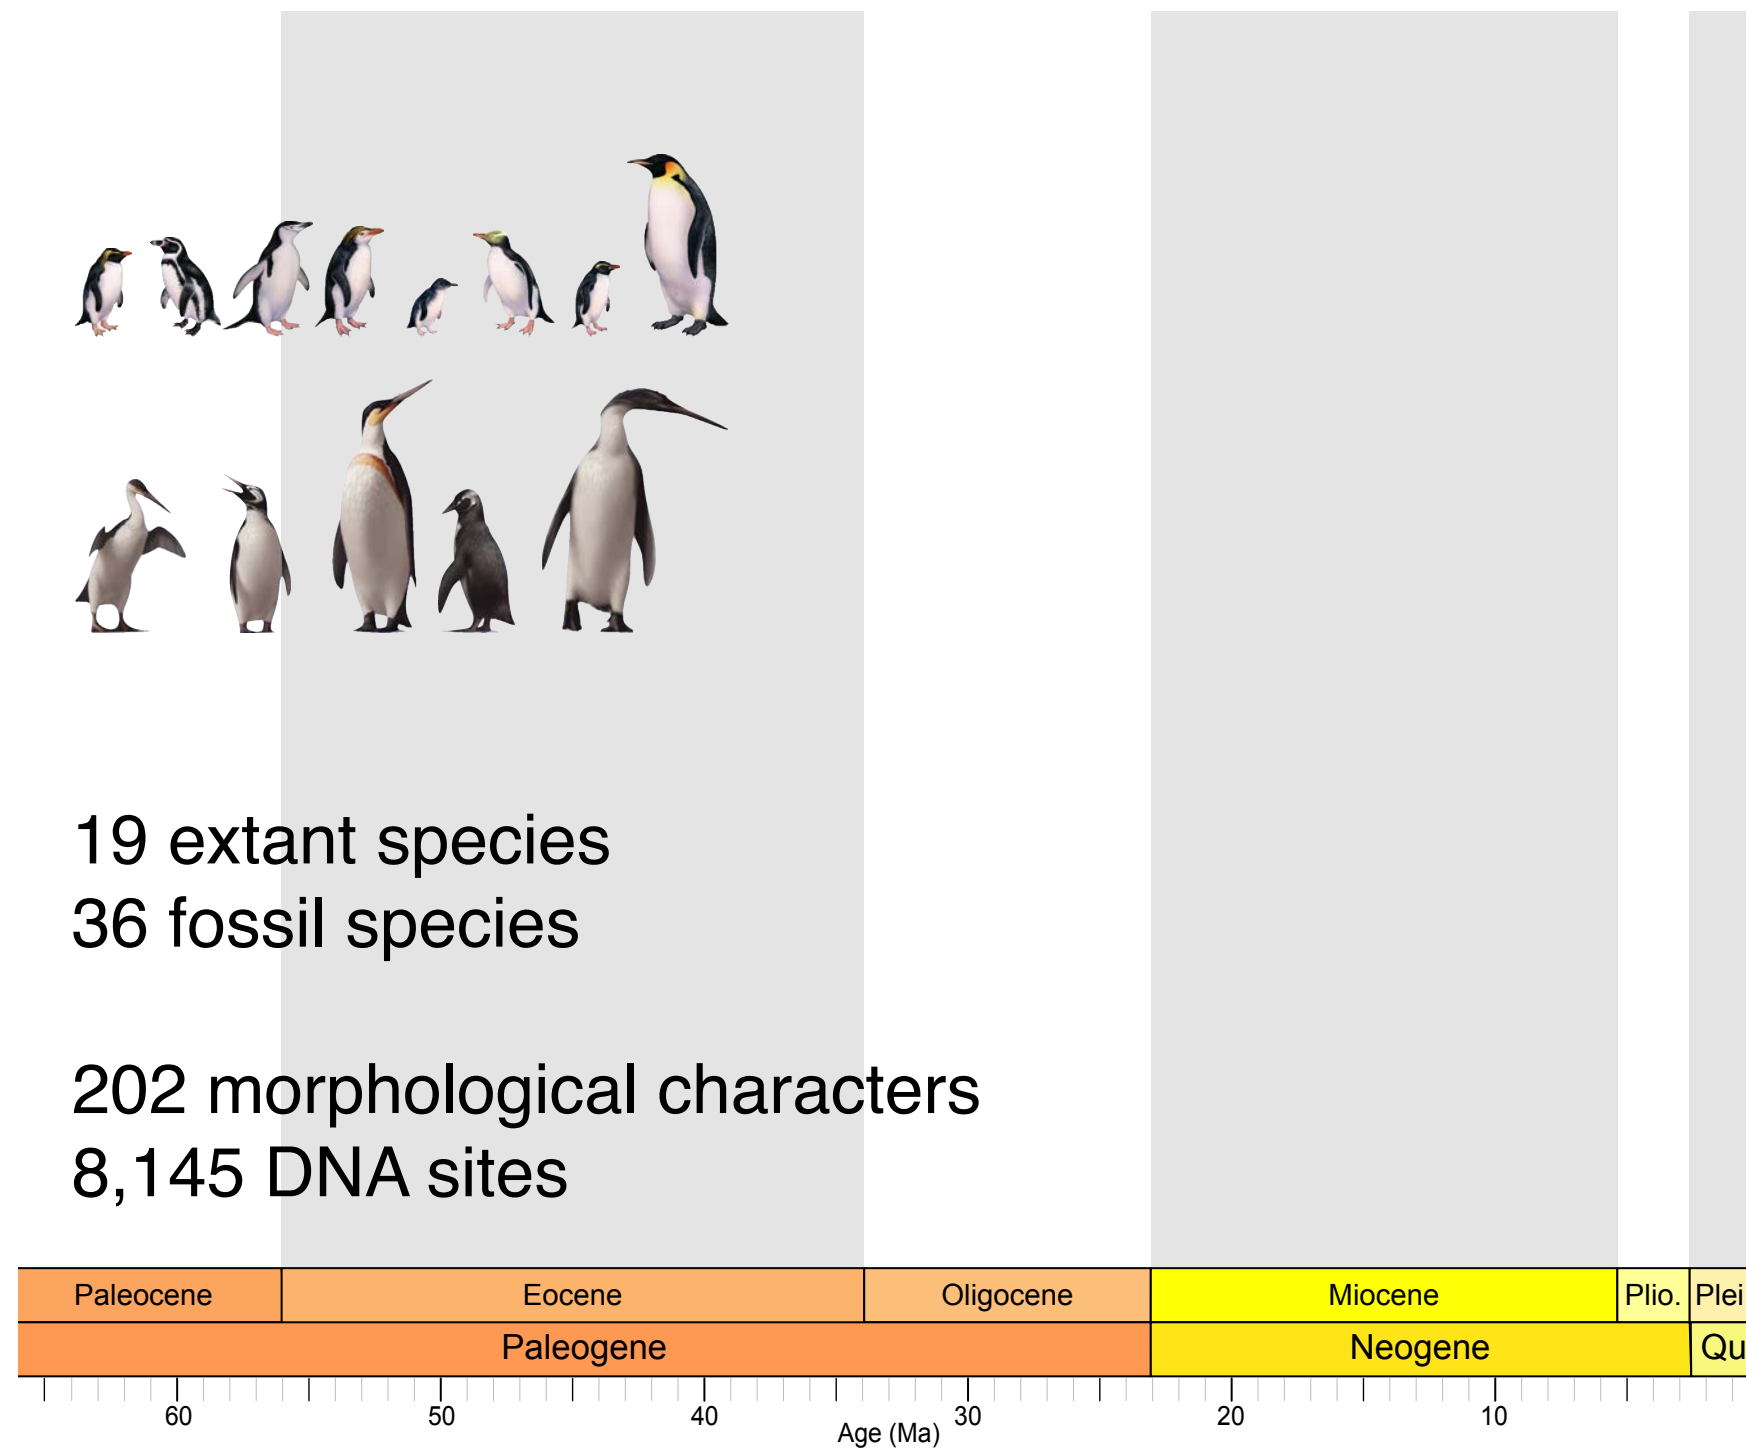 19 extant species
36 fossil species
202 morphological characters
8,145 DNA sites
Paleocene Eocene Oligocene Miocene Plio. Plei
Paleogene Neogene Qu
60 50 40 30 20 10
Age (Ma)